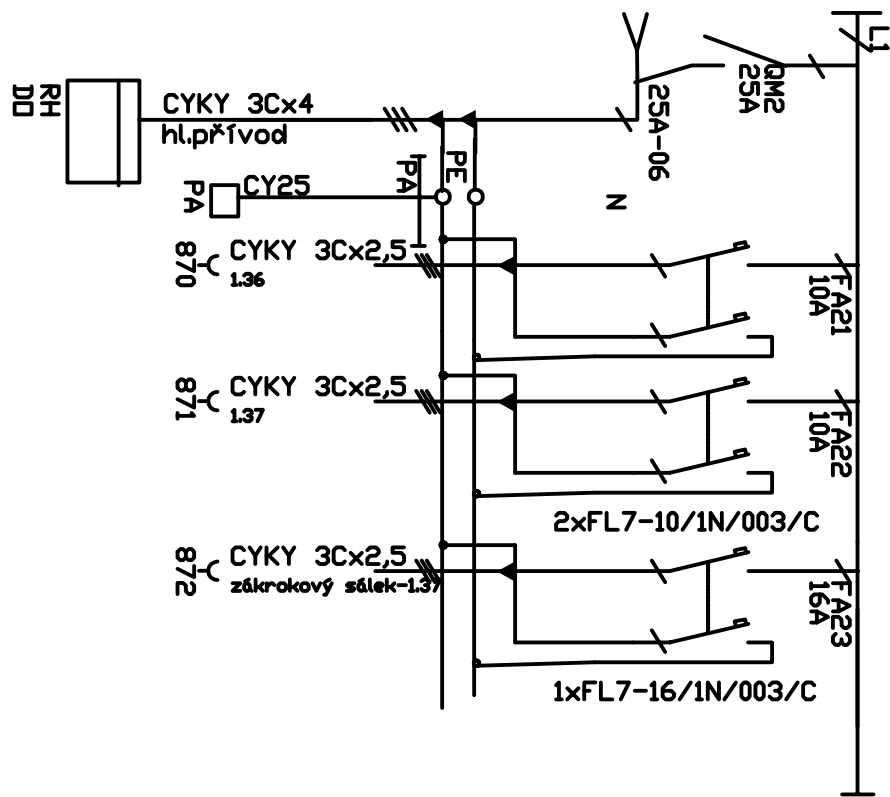 L1
QM2
25A
25A-06
RH
DO
CYKY 3Cx4
hl.přívod
PE
PA
N
PA
CY25
870
CYKY 3Cx2,5
1.36
FA21
10A
871
CYKY 3Cx2,5
1.37
FA22
10A
2xFL7-10/1N/003/C
872
CYKY 3Cx2,5
zákrokový sálek-1.37
FA23
16A
1xFL7-16/1N/003/C